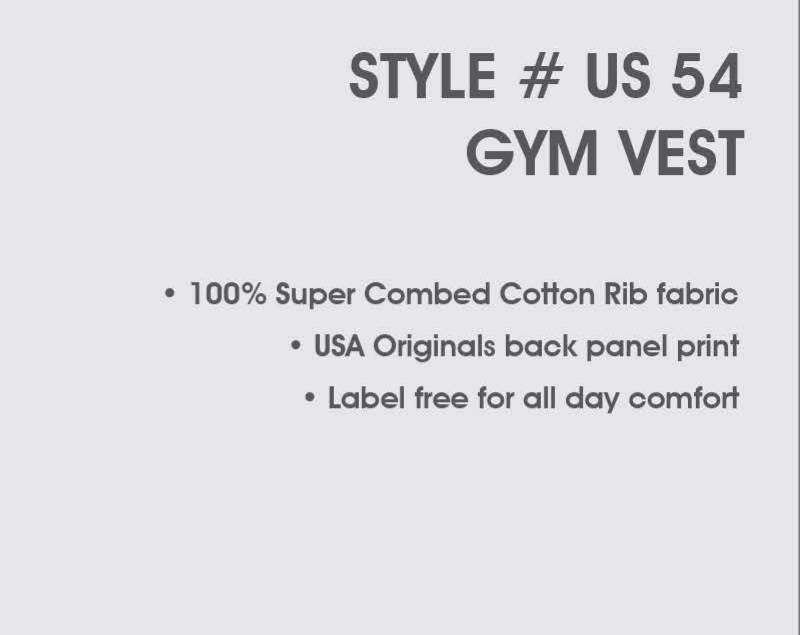 STYLE # US 54
GYM VEST
• 100% Super Combed Cotton Rib fabric
• USA Originals back panel print
• Label free for all day comfort